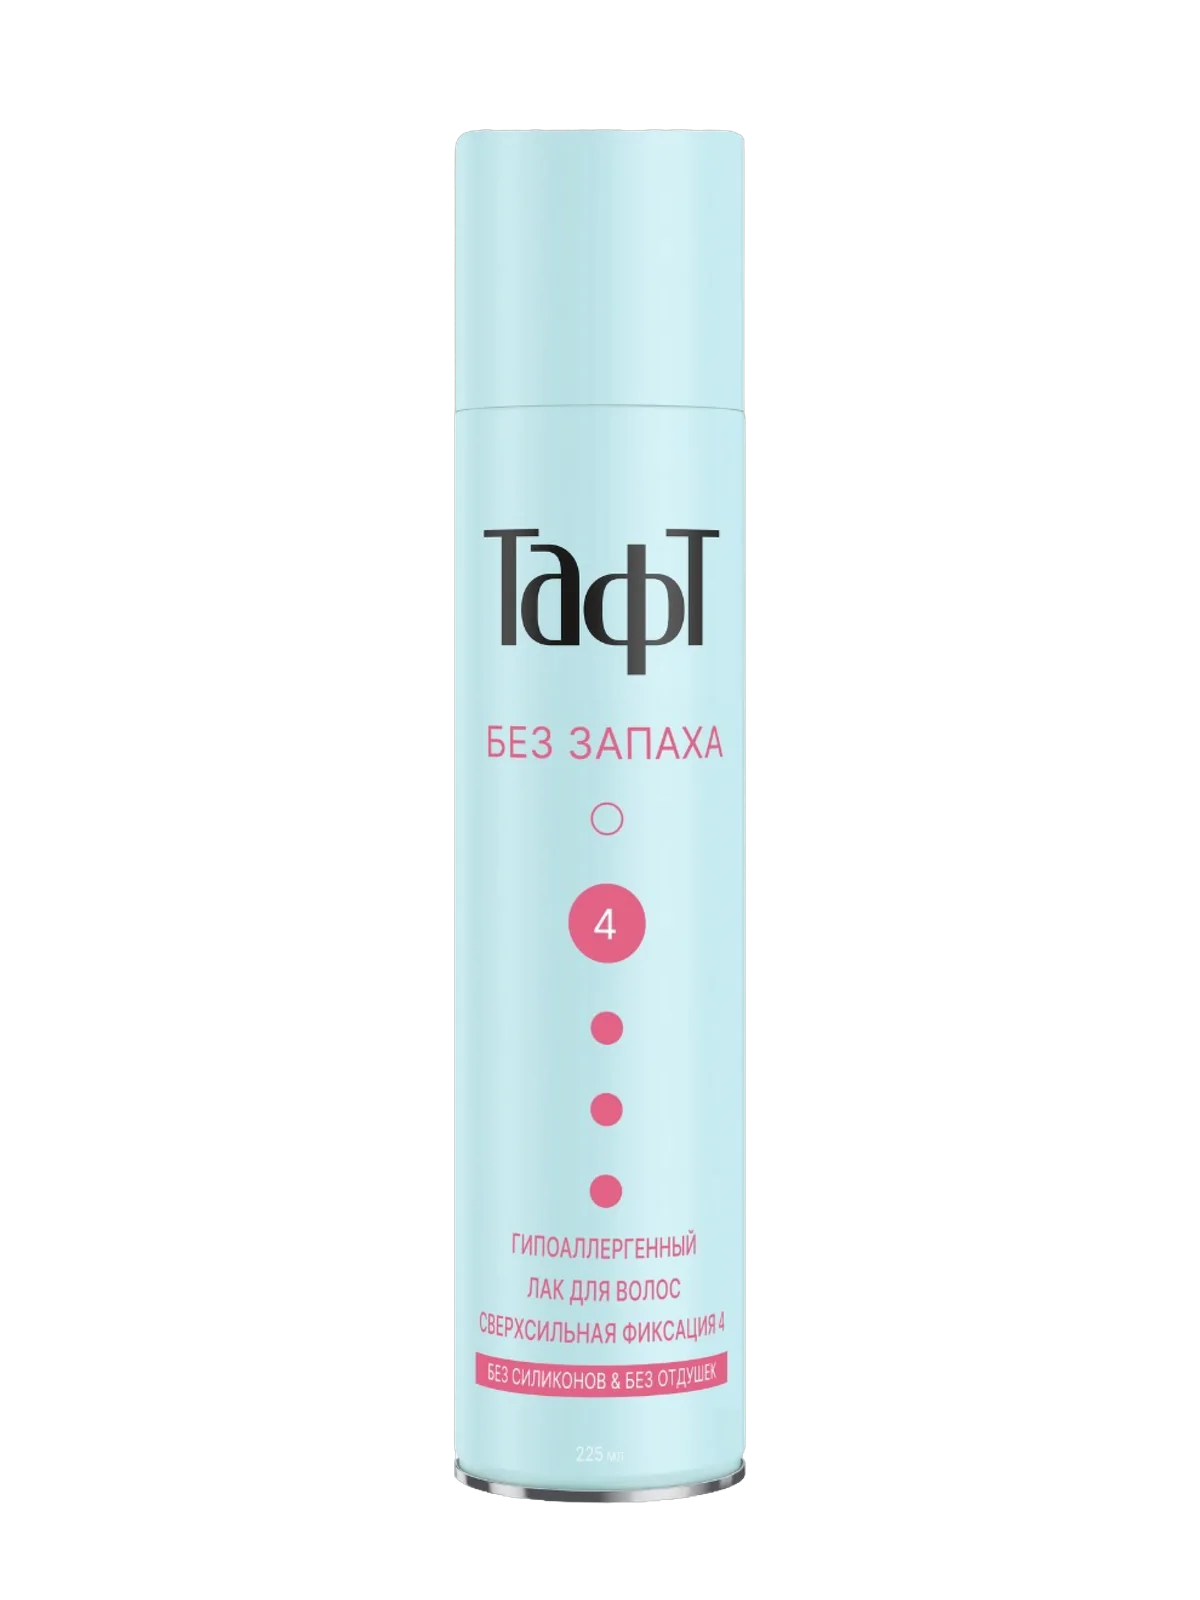 Тафт
БЕЗ ЗАПАХА
4
ГИПОАЛЛЕРГЕННЫЙ
ЛАК ДЛЯ ВОЛОС
СВЕРХСИЛЬНАЯ ФИКСАЦИЯ 4
БЕЗ СИЛИКОНОВ & БЕЗ ОТДУШЕК
225 мл